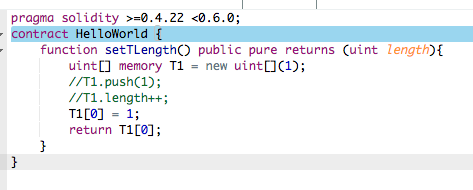 pragma solidity >=0.4.22 <0.6.0;
contract HelloWorld {
function setTLength() public pure returns (uint length){
uint[] memory T1 = new uint[](1);
//T1.push(1);
//T1.length++;
T1[0] = 1;
return T1[0];
}
}